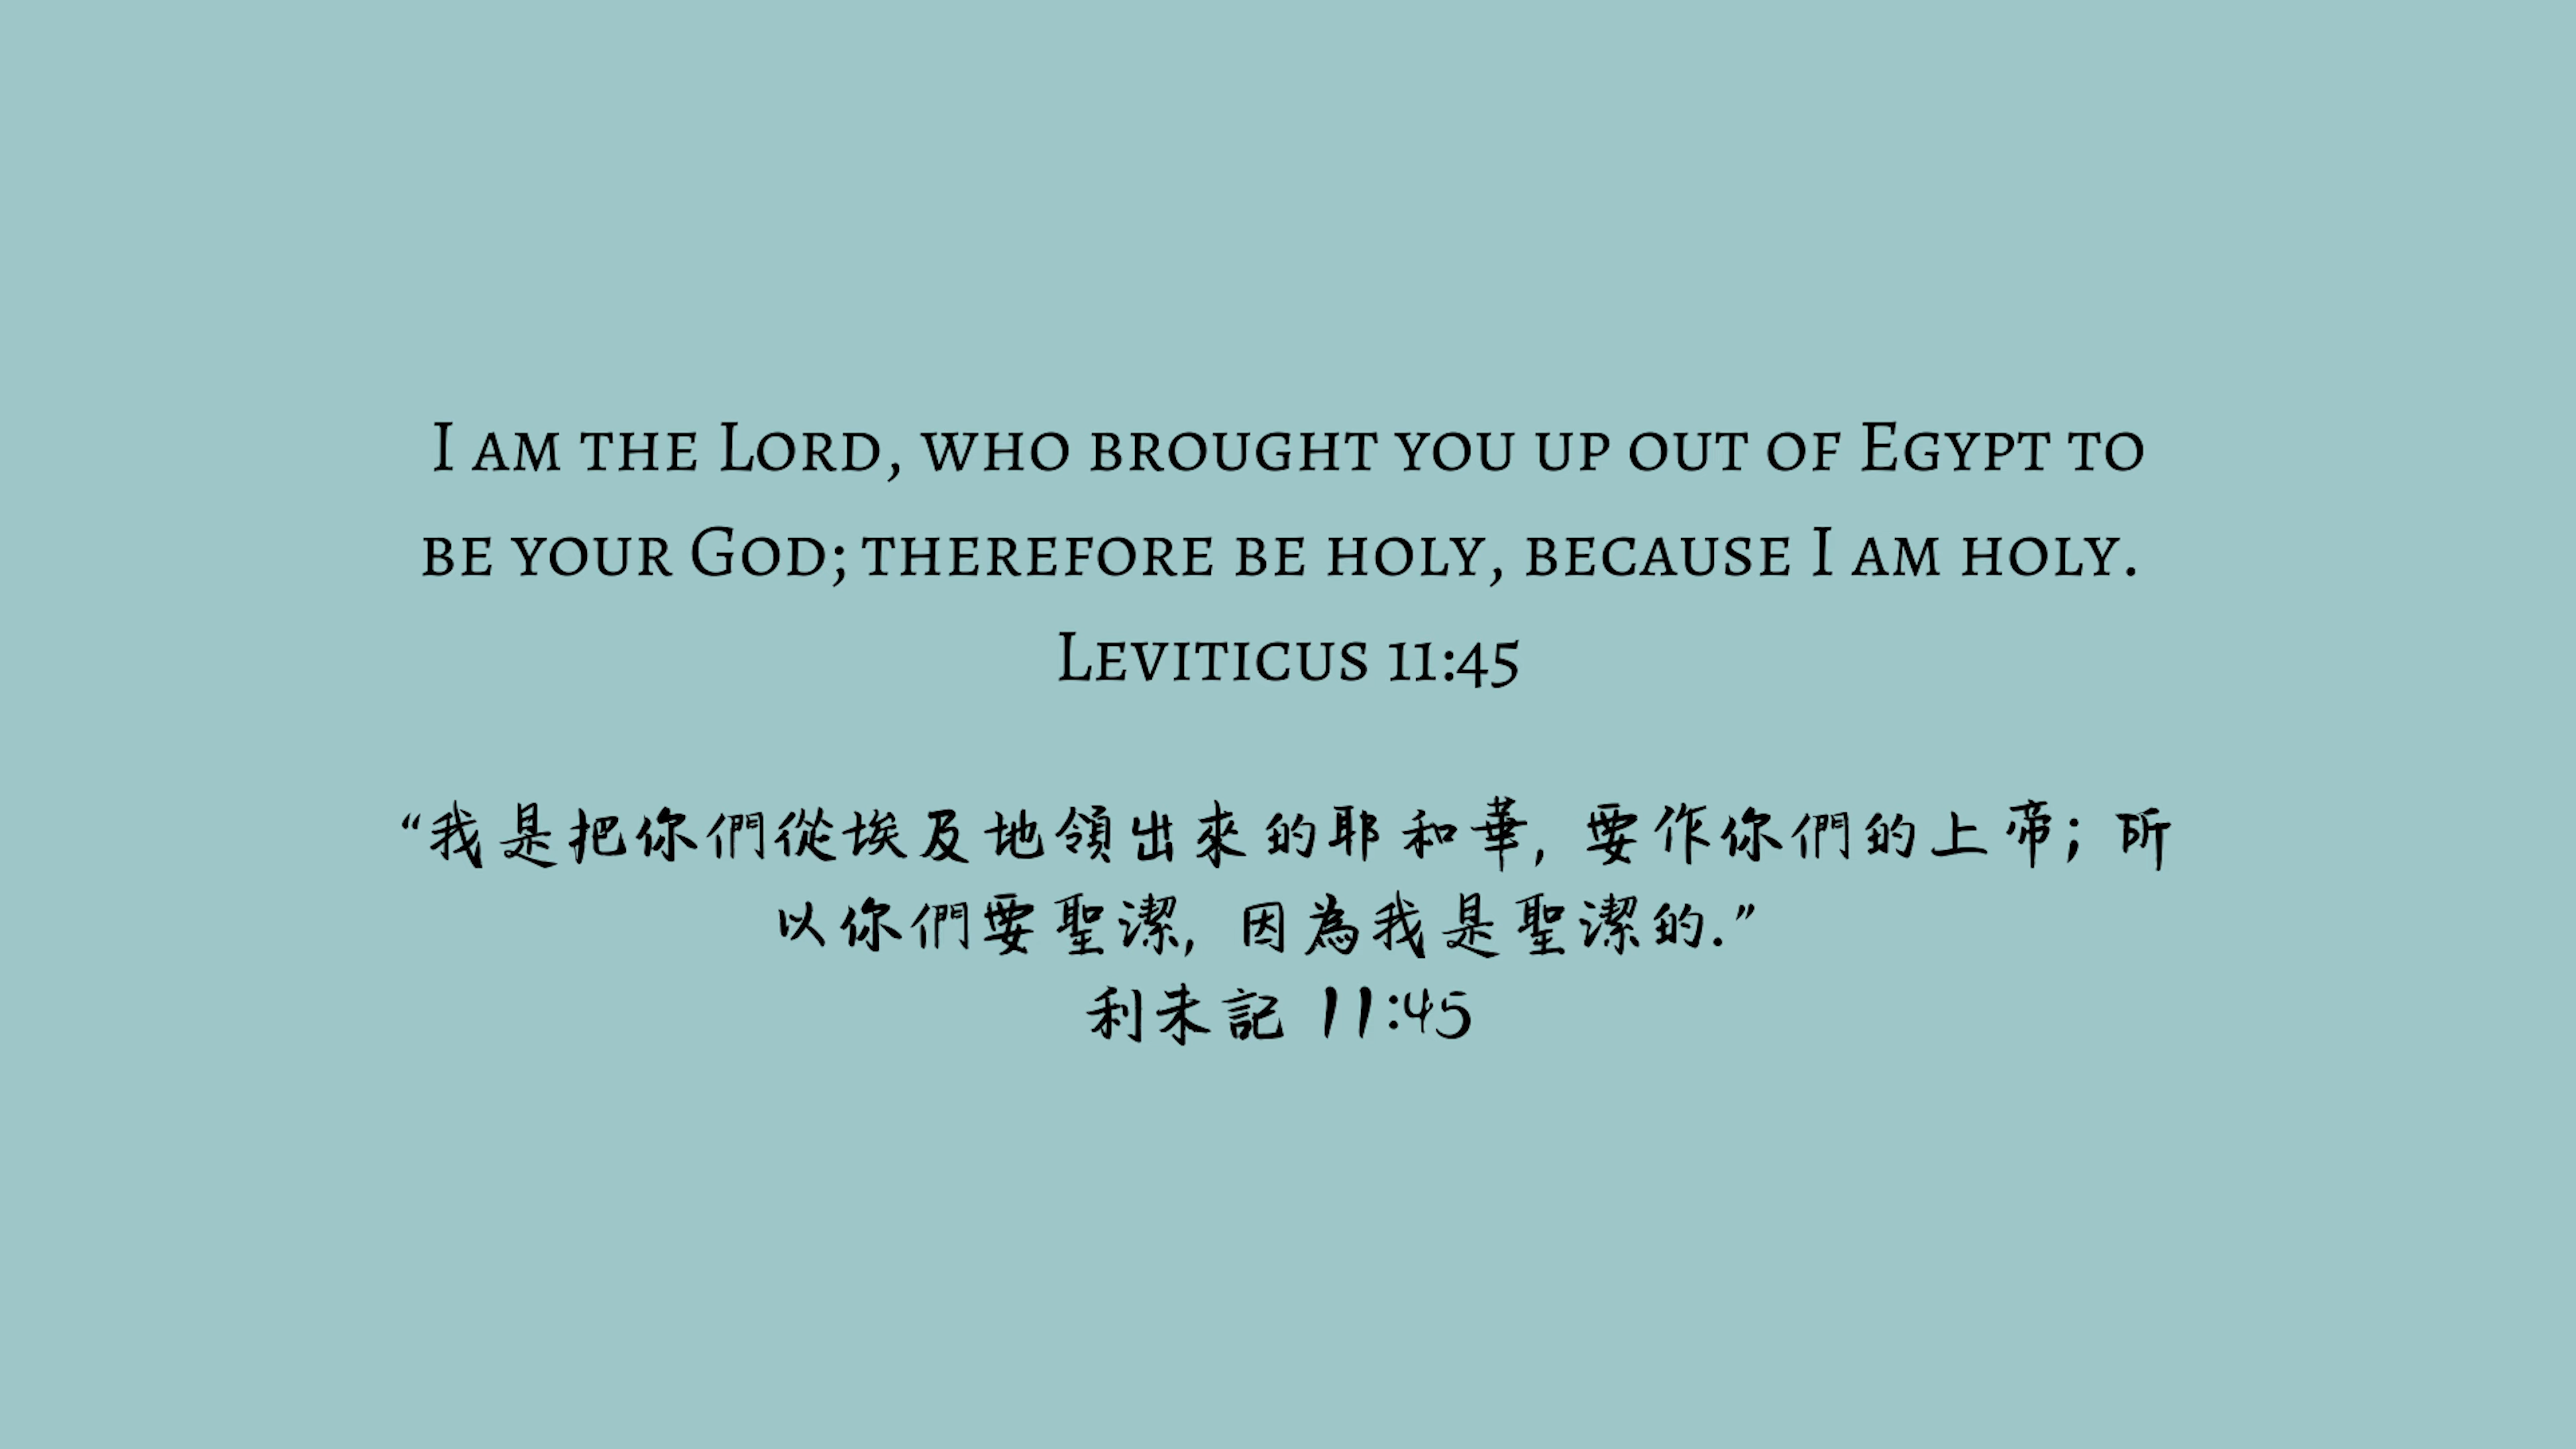 I am the Lord, who brought you up out of Egypt to
be your God; therefore be holy, because I am holy.
Leviticus 11:45
“我是把你們從埃及地領出來的耶和華, 要作你們的上帝; 所
以你們要聖潔, 因為我是聖潔的.”
利未記 11:45